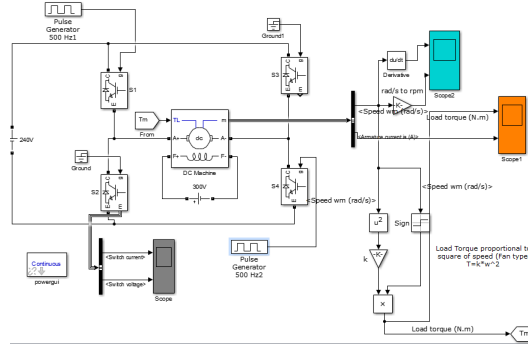 Pulse
Generator
500 Hz1
Ground1
S1
S3
du/dt
Derivative
Scope2
rad/s to rpm
K-
<Speed wm (rad/s)>
Load torque (N.m)
<Armature current ia (A)>
Scope1
240V
Tm
From
TL
m
A+
dc
A-
F+
F-
DC Machine
Ground
S2
300V
S4
<Speed wm (rad/s)>
<Speed wm (rad/s)>
u²
Sign
Continuous
powergui
<Switch current>
<Switch voltage>
Scope
Pulse
Generator
500 Hz2
k
-K-
×
Load Torque proportional to
square of speed (Fan type
T=k*w^2
Load torque (N.m)
Tm